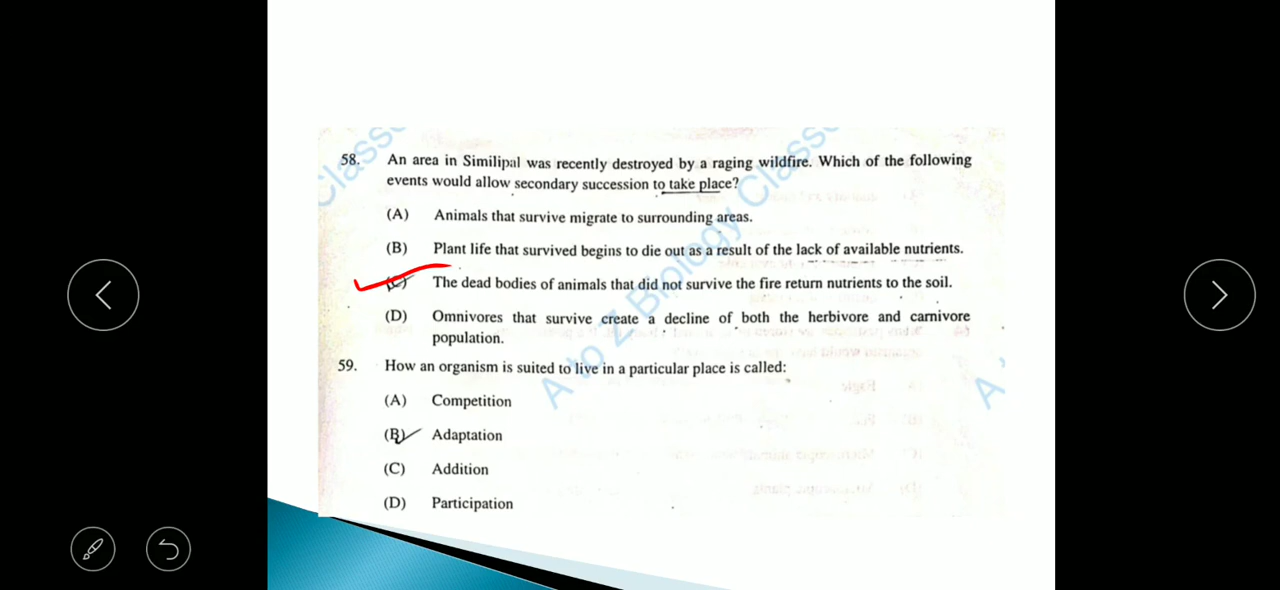 58. An area in Similipal was recently destroyed by a raging wildfire. Which of the following
events would allow secondary succession to take place?
(A) Animals that survive migrate to surrounding areas.
(B) Plant life that survived begins to die out as a result of the lack of available nutrients.
(C) The dead bodies of animals that did not survive the fire return nutrients to the soil.
(D) Omnivores that survive create a decline of both the herbivore and carnivore
population.
59. How an organism is suited to live in a particular place is called:
(A) Competition
(B) Adaptation
(C) Addition
(D) Participation
Classes
A to Z Biology Classes
A